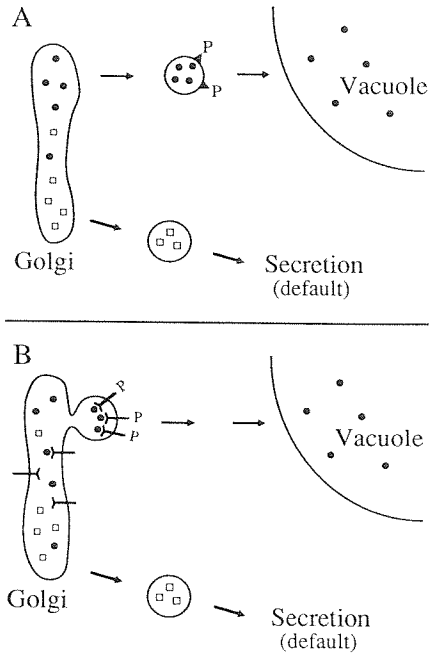 A
P
P
Vacuole
Golgi
Secretion
(default)
B
P
P
P
Vacuole
Golgi
Secretion
(default)